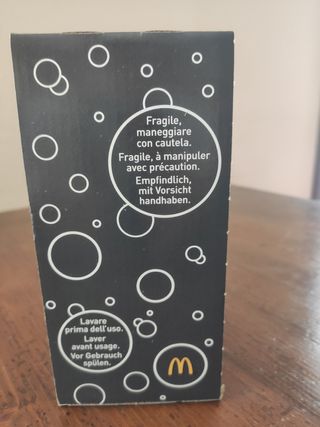 Fragile,
maneggiare
con cautela.
Fragile, à manipuler
avec précaution.
Empfindlich,
mit Vorsicht
handhaben.
Lavare
prima dell'uso.
Laver
avant usage.
Vor Gebrauch
spülen.